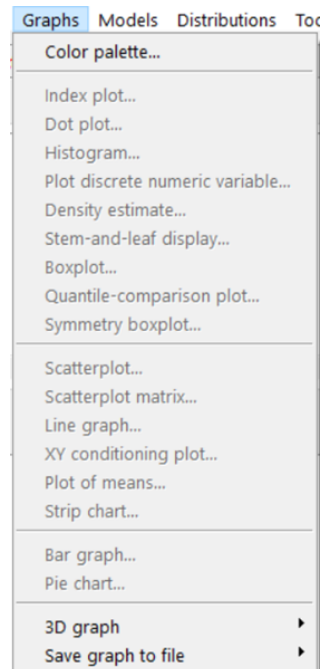 Graphs Models Distributions
Color palette...
Index plot...
Dot plot...
Histogram...
Plot discrete numeric variable...
Density estimate...
Stem-and-leaf display...
Boxplot...
Quantile-comparison plot...
Symmetry boxplot...
Scatterplot...
Scatterplot matrix...
Line graph...
XY conditioning plot...
Plot of means...
Strip chart...
Bar graph...
Pie chart...
3D graph
Save graph to file